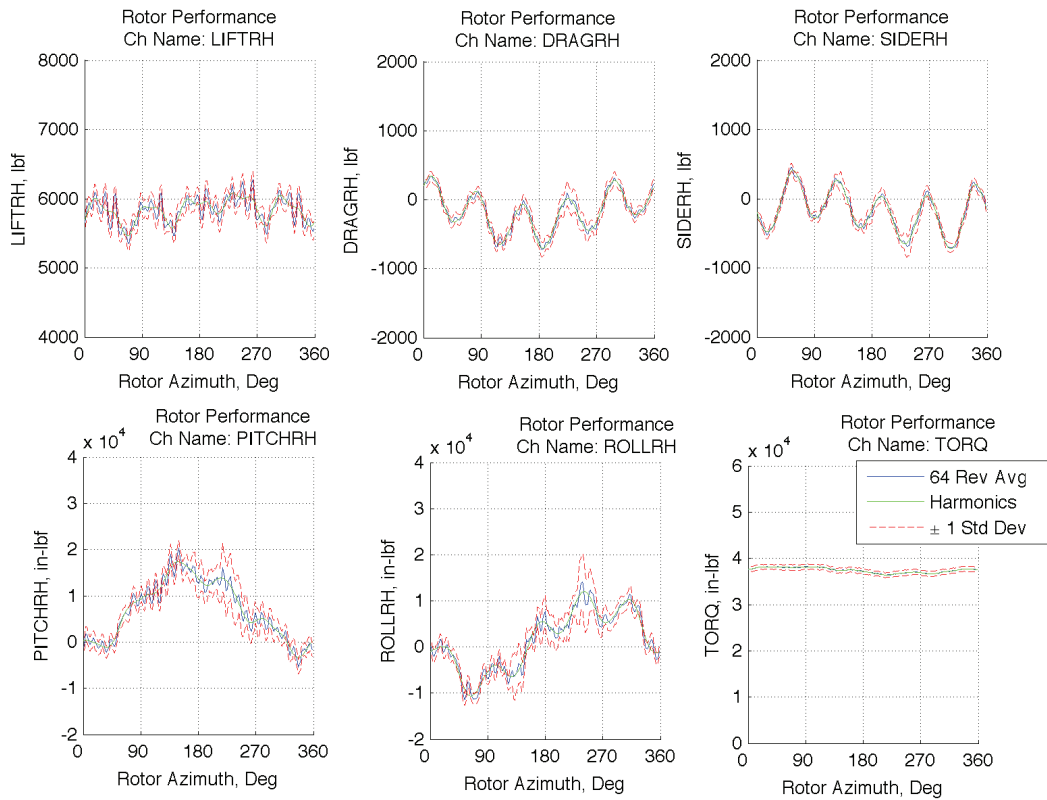 Rotor Performance
Ch Name: LIFTRH
8000
7000
6000
5000
4000
LIFTRH, lbf
0 90 180 270 360
Rotor Azimuth, Deg
Rotor Performance
Ch Name: DRAGRH
2000
1000
0
-1000
-2000
DRAGRH, lbf
0 90 180 270 360
Rotor Azimuth, Deg
Rotor Performance
Ch Name: SIDERH
2000
1000
0
-1000
-2000
SIDERH, lbf
0 90 180 270 360
Rotor Azimuth, Deg
Rotor Performance
Ch Name: PITCHRH
x 10^4
4
3
2
1
0
-1
-2
PITCHRH, in-lbf
0 90 180 270 360
Rotor Azimuth, Deg
Rotor Performance
Ch Name: ROLLRH
x 10^4
4
3
2
1
0
-1
-2
ROLLRH, in-lbf
0 90 180 270 360
Rotor Azimuth, Deg
Rotor Performance
Ch Name: TORQ
x 10^4
6
5
4
3
2
1
0
TORQ, in-lbf
64 Rev Avg
Harmonics
± 1 Std Dev
0 90 180 270 360
Rotor Azimuth, Deg